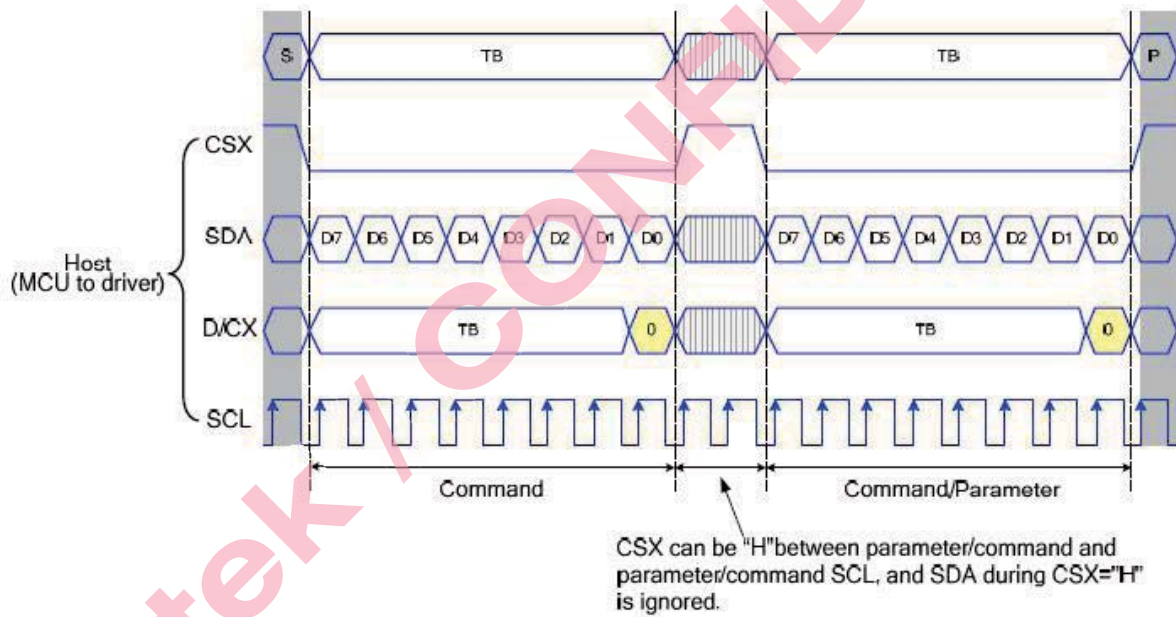 S TB TB P
CSX
SDA D7 D6 D5 D4 D3 D2 D1 D0 D7 D6 D5 D4 D3 D2 D1 D0
Host
(MCU to driver)
D/CX TB 0 TB 0
SCL
Command Command/Parameter
CSX can be "H"between parameter/command and
parameter/command SCL, and SDA during CSX="H"
is ignored.
tek / CONFID